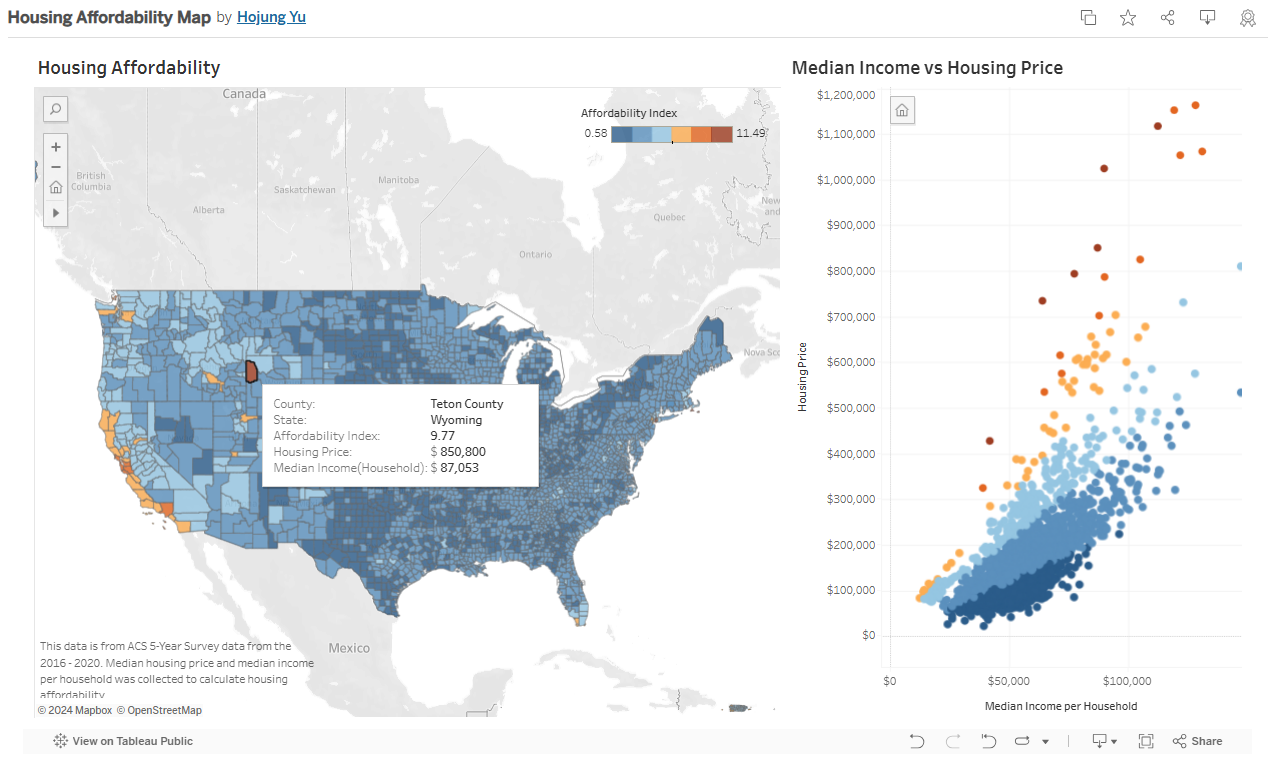 Housing Affordability Map by Hojung Yu
Housing Affordability
Canada
British
Columbia
Alberta
Saskatchewan
Manitoba
Ontario
Quebec
New
and
Nova Sc
Mexico
Affordability Index
0.58
11.49
County: Teton County
State: Wyoming
Affordability Index: 9.77
Housing Price: $ 850,800
Median Income(Household): $ 87,053
This data is from ACS 5-Year Survey data from the
2016 - 2020. Median housing price and median income
per household was collected to calculate housing
affordability
© 2024 Mapbox © OpenStreetMap
Median Income vs Housing Price
$1,200,000
$1,100,000
$1,000,000
$900,000
$800,000
$700,000
$600,000
$500,000
$400,000
$300,000
$200,000
$100,000
$0
Housing Price
$0
$50,000
$100,000
Median Income per Household
View on Tableau Public
Share